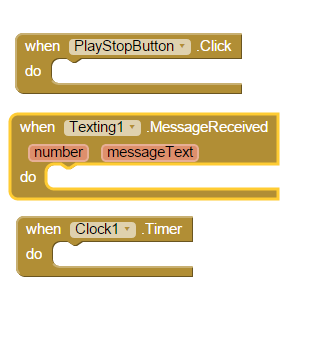 when PlayStopButton .Click
do
when Texting1 .MessageReceived
number messageText
do
when Clock1 .Timer
do